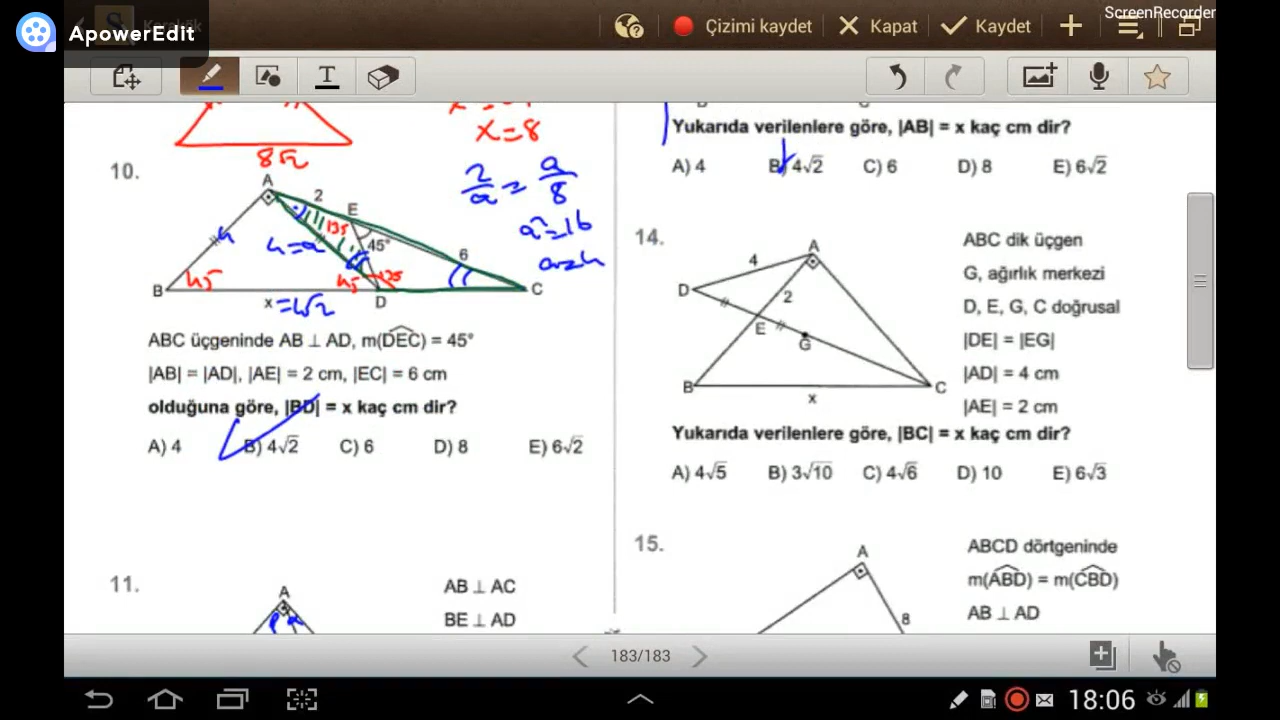 ScreenRecorder
ApowerEdit
Çizimi kaydet
Kapat
Kaydet
T
x = 8
8√2
10.
A
2
E
135
45°
6
4
4 = a
45
45
135
B
x
= 4√2
D
C
2/a = a/8
a² = 16
a = 4
ABC üçgeninde AB ⊥ AD, m(DEC) = 45°
|AB| = |AD|, |AE| = 2 cm, |EC| = 6 cm
olduğuna göre, |BD| = x kaç cm dir?
A) 4 B) 4√2 C) 6 D) 8 E) 6√2
11.
A
AB ⊥ AC
BE ⊥ AD
Yukarıda verilenlere göre, |AB| = x kaç cm dir?
A) 4 B) 4√2 C) 6 D) 8 E) 6√2
14.
A
4
D
2
E
G
B
C
x
ABC dik üçgen
G, ağırlık merkezi
D, E, G, C doğrusal
|DE| = |EG|
|AD| = 4 cm
|AE| = 2 cm
Yukarıda verilenlere göre, |BC| = x kaç cm dir?
A) 4√5 B) 3√10 C) 4√6 D) 10 E) 6√3
15.
A
8
ABCD dörtgeninde
m(ABD) = m(CBD)
AB ⊥ AD
183/183
18:06